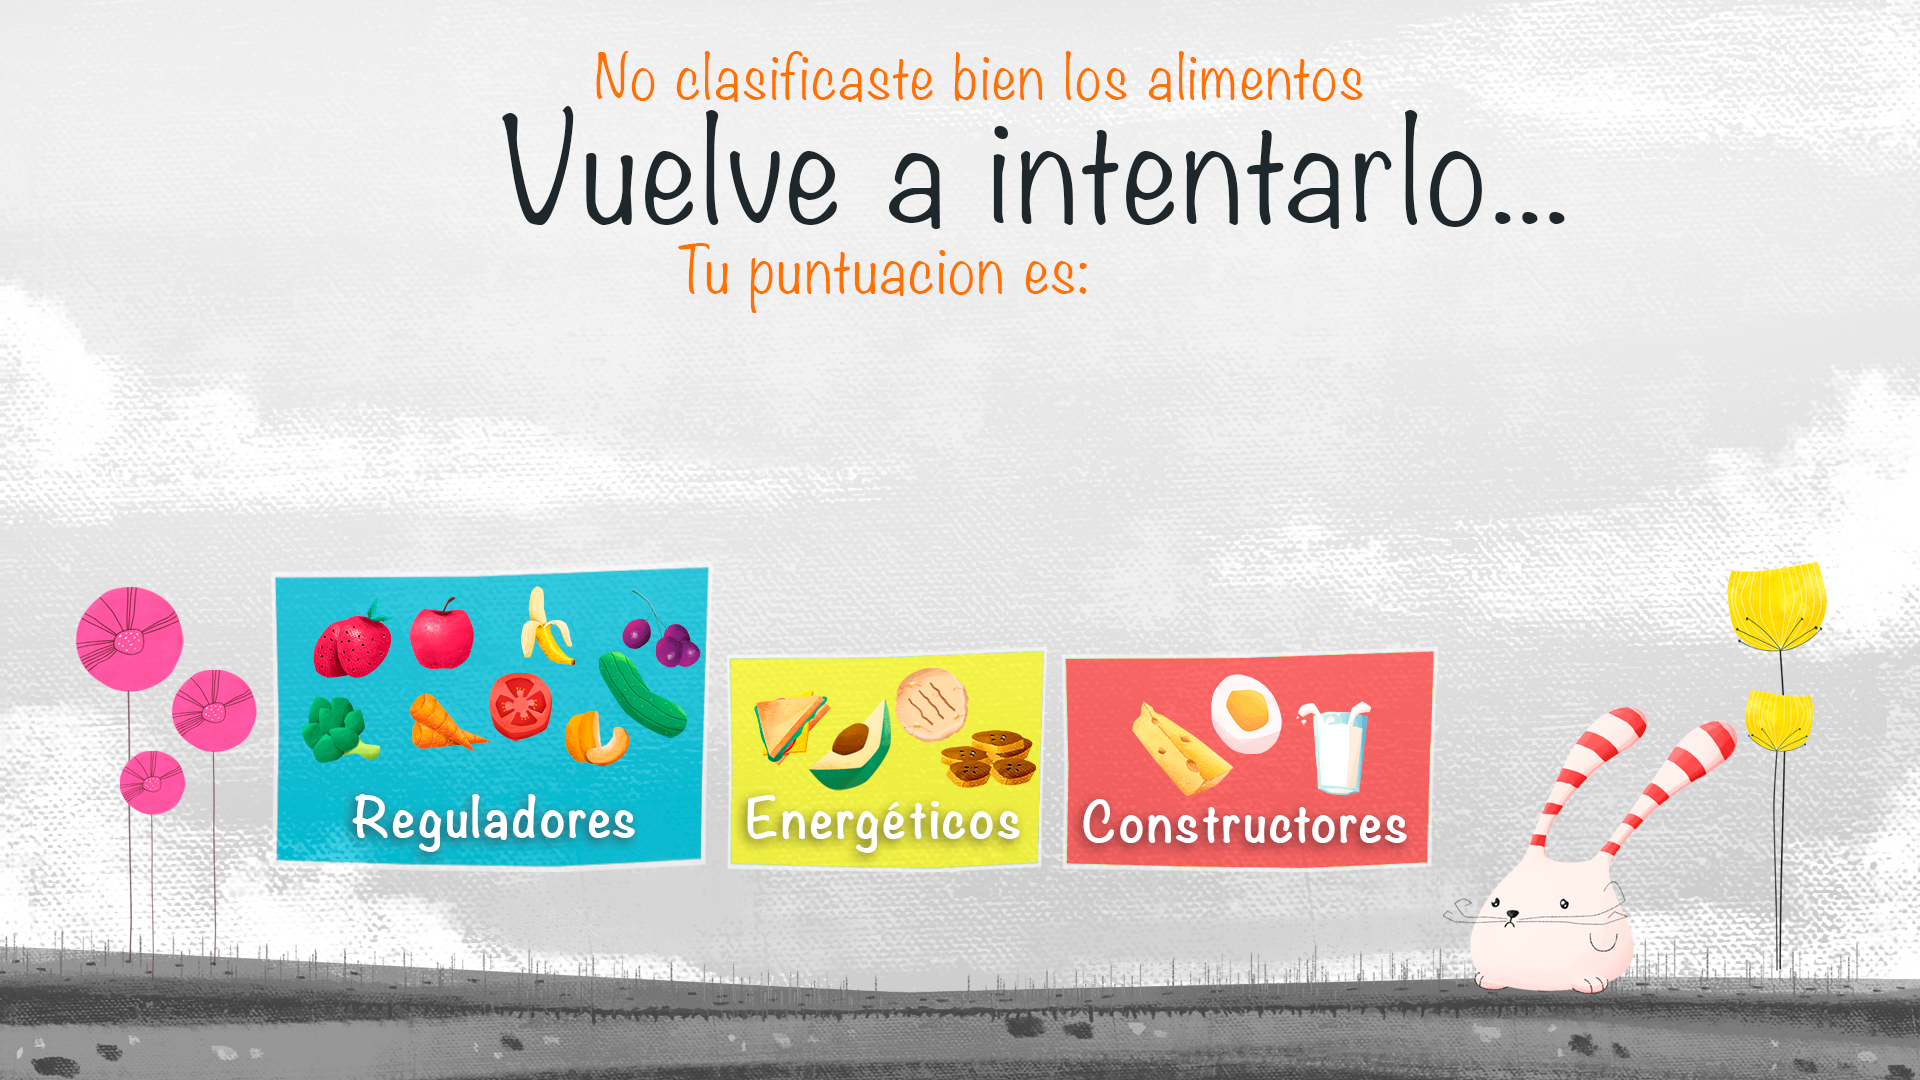 No clasificaste bien los alimentos
Vuelve a intentarlo...
Tu puntuacion es:
Reguladores
Energéticos
Constructores